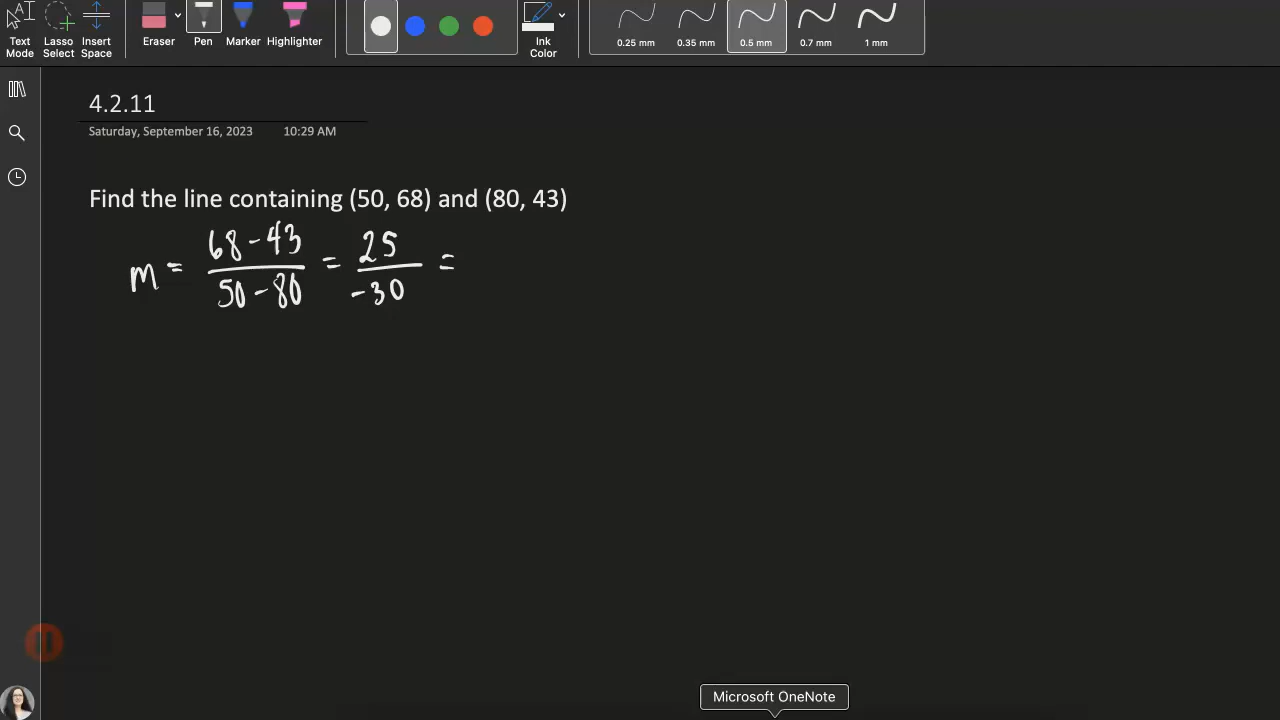 Text Mode
Lasso Select
Insert Space
Eraser
Pen
Marker
Highlighter
Ink Color
0.25 mm
0.35 mm
0.5 mm
0.7 mm
1 mm
4.2.11
Saturday, September 16, 2023 10:29 AM
Find the line containing (50, 68) and (80, 43)
m = (68 - 43)/(50 - 80) = 25/-30 =
Microsoft OneNote